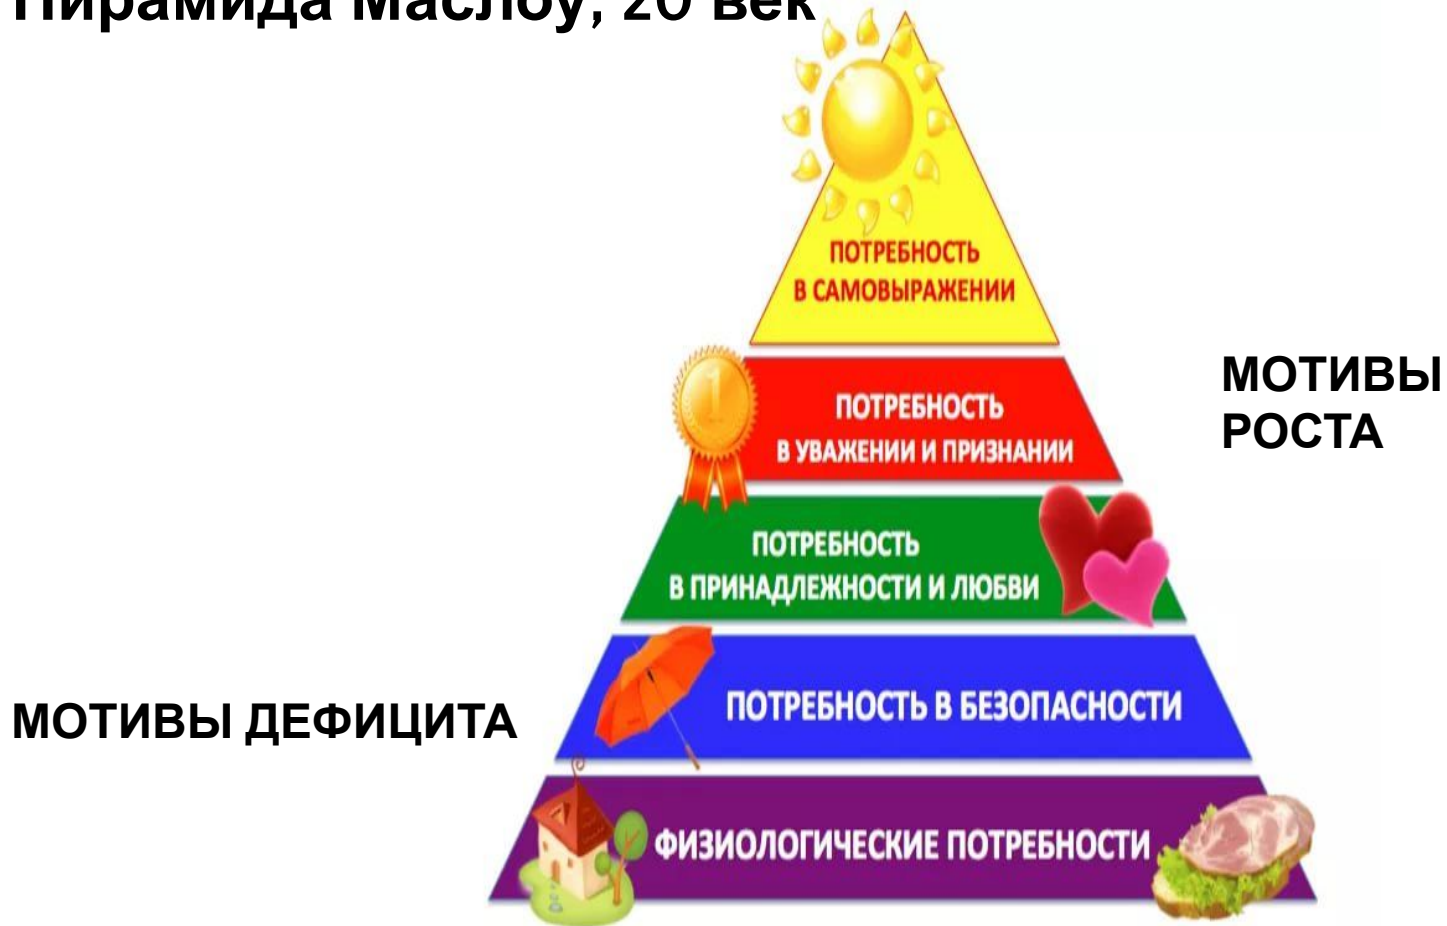 Пирамида Маслоу, 20 век
ПОТРЕБНОСТЬ
В САМОВЫРАЖЕНИИ
1
ПОТРЕБНОСТЬ
В УВАЖЕНИИ И ПРИЗНАНИИ
МОТИВЫ
РОСТА
ПОТРЕБНОСТЬ
В ПРИНАДЛЕЖНОСТИ И ЛЮБВИ
ПОТРЕБНОСТЬ В БЕЗОПАСНОСТИ
МОТИВЫ ДЕФИЦИТА
ФИЗИОЛОГИЧЕСКИЕ ПОТРЕБНОСТИ